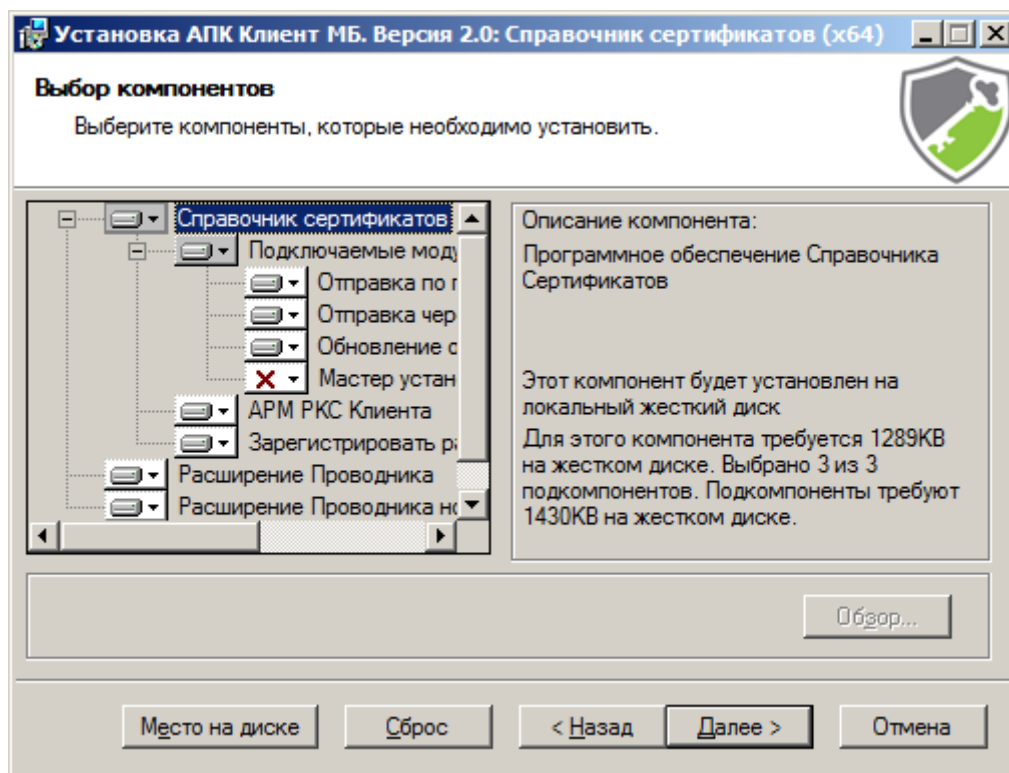 Установка АПК Клиент МБ. Версия 2.0: Справочник сертификатов (x64)
Выбор компонентов
Выберите компоненты, которые необходимо установить.
Справочник сертификатов
Подключаемые моду
Отправка по п
Отправка чер
Обновление с
Мастер устан
АРМ РКС Клиента
Зарегистрировать ра
Расширение Проводника
Расширение Проводника но
Описание компонента:
Программное обеспечение Справочника
Сертификатов
Этот компонент будет установлен на
локальный жесткий диск
Для этого компонента требуется 1289KB
на жестком диске. Выбрано 3 из 3
подкомпонентов. Подкомпоненты требуют
1430KB на жестком диске.
Обзор...
Место на диске
Сброс
< Назад
Далее >
Отмена